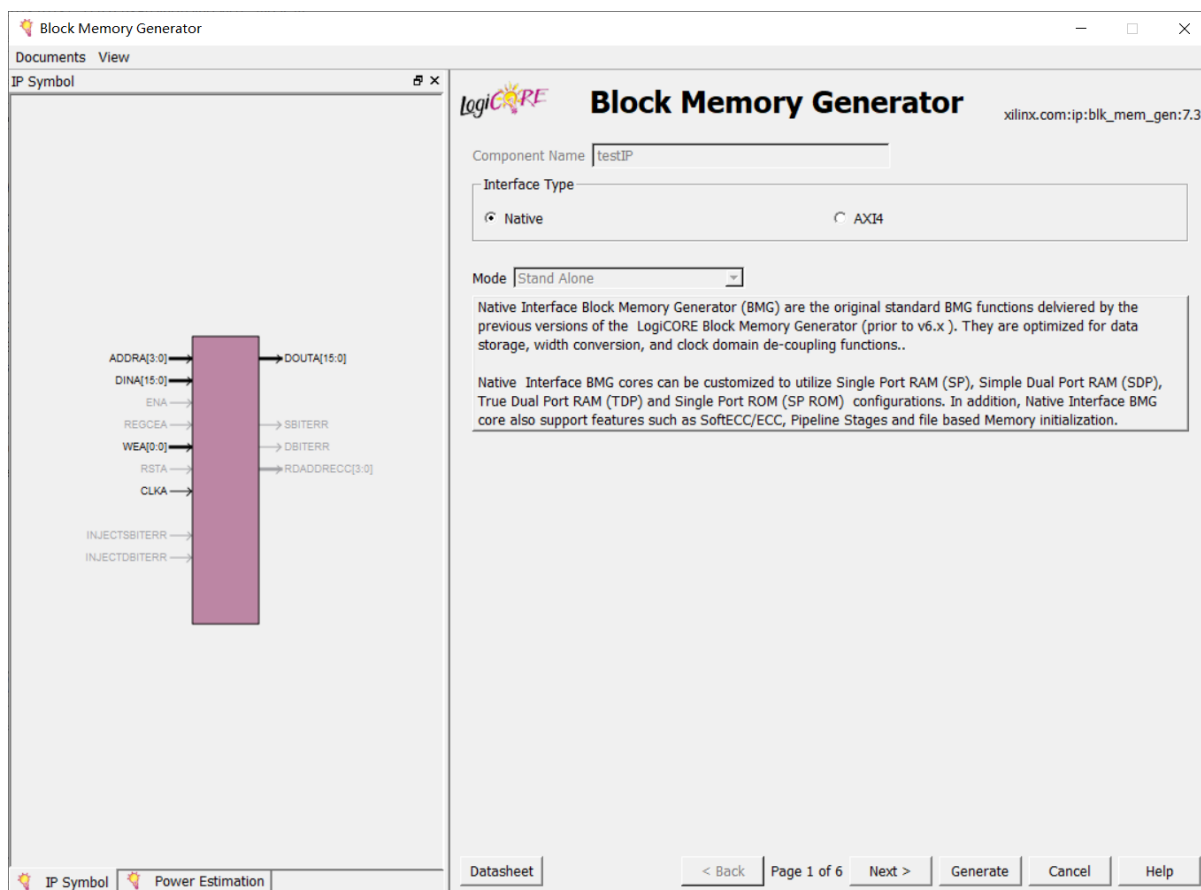 Block Memory Generator
Documents View
IP Symbol
ADDRA[3:0]
DOUTA[15:0]
DINA[15:0]
ENA
REGCEA
SBITERR
WEA[0:0]
DBITERR
RSTA
RDADDRECC[3:0]
CLKA
INJECTSBITERR
INJECTDBITERR
IP Symbol
Power Estimation
LogiCORE
Block Memory Generator
xilinx.com:ip:blk_mem_gen:7.3
Component Name testIP
Interface Type
Native
AXI4
Mode Stand Alone
Native Interface Block Memory Generator (BMG) are the original standard BMG functions delviered by the
previous versions of the LogiCORE Block Memory Generator (prior to v6.x ). They are optimized for data
storage, width conversion, and clock domain de-coupling functions..
Native Interface BMG cores can be customized to utilize Single Port RAM (SP), Simple Dual Port RAM (SDP),
True Dual Port RAM (TDP) and Single Port ROM (SP ROM) configurations. In addition, Native Interface BMG
core also support features such as SoftECC/ECC, Pipeline Stages and file based Memory initialization.
Datasheet
< Back
Page 1 of 6
Next >
Generate
Cancel
Help